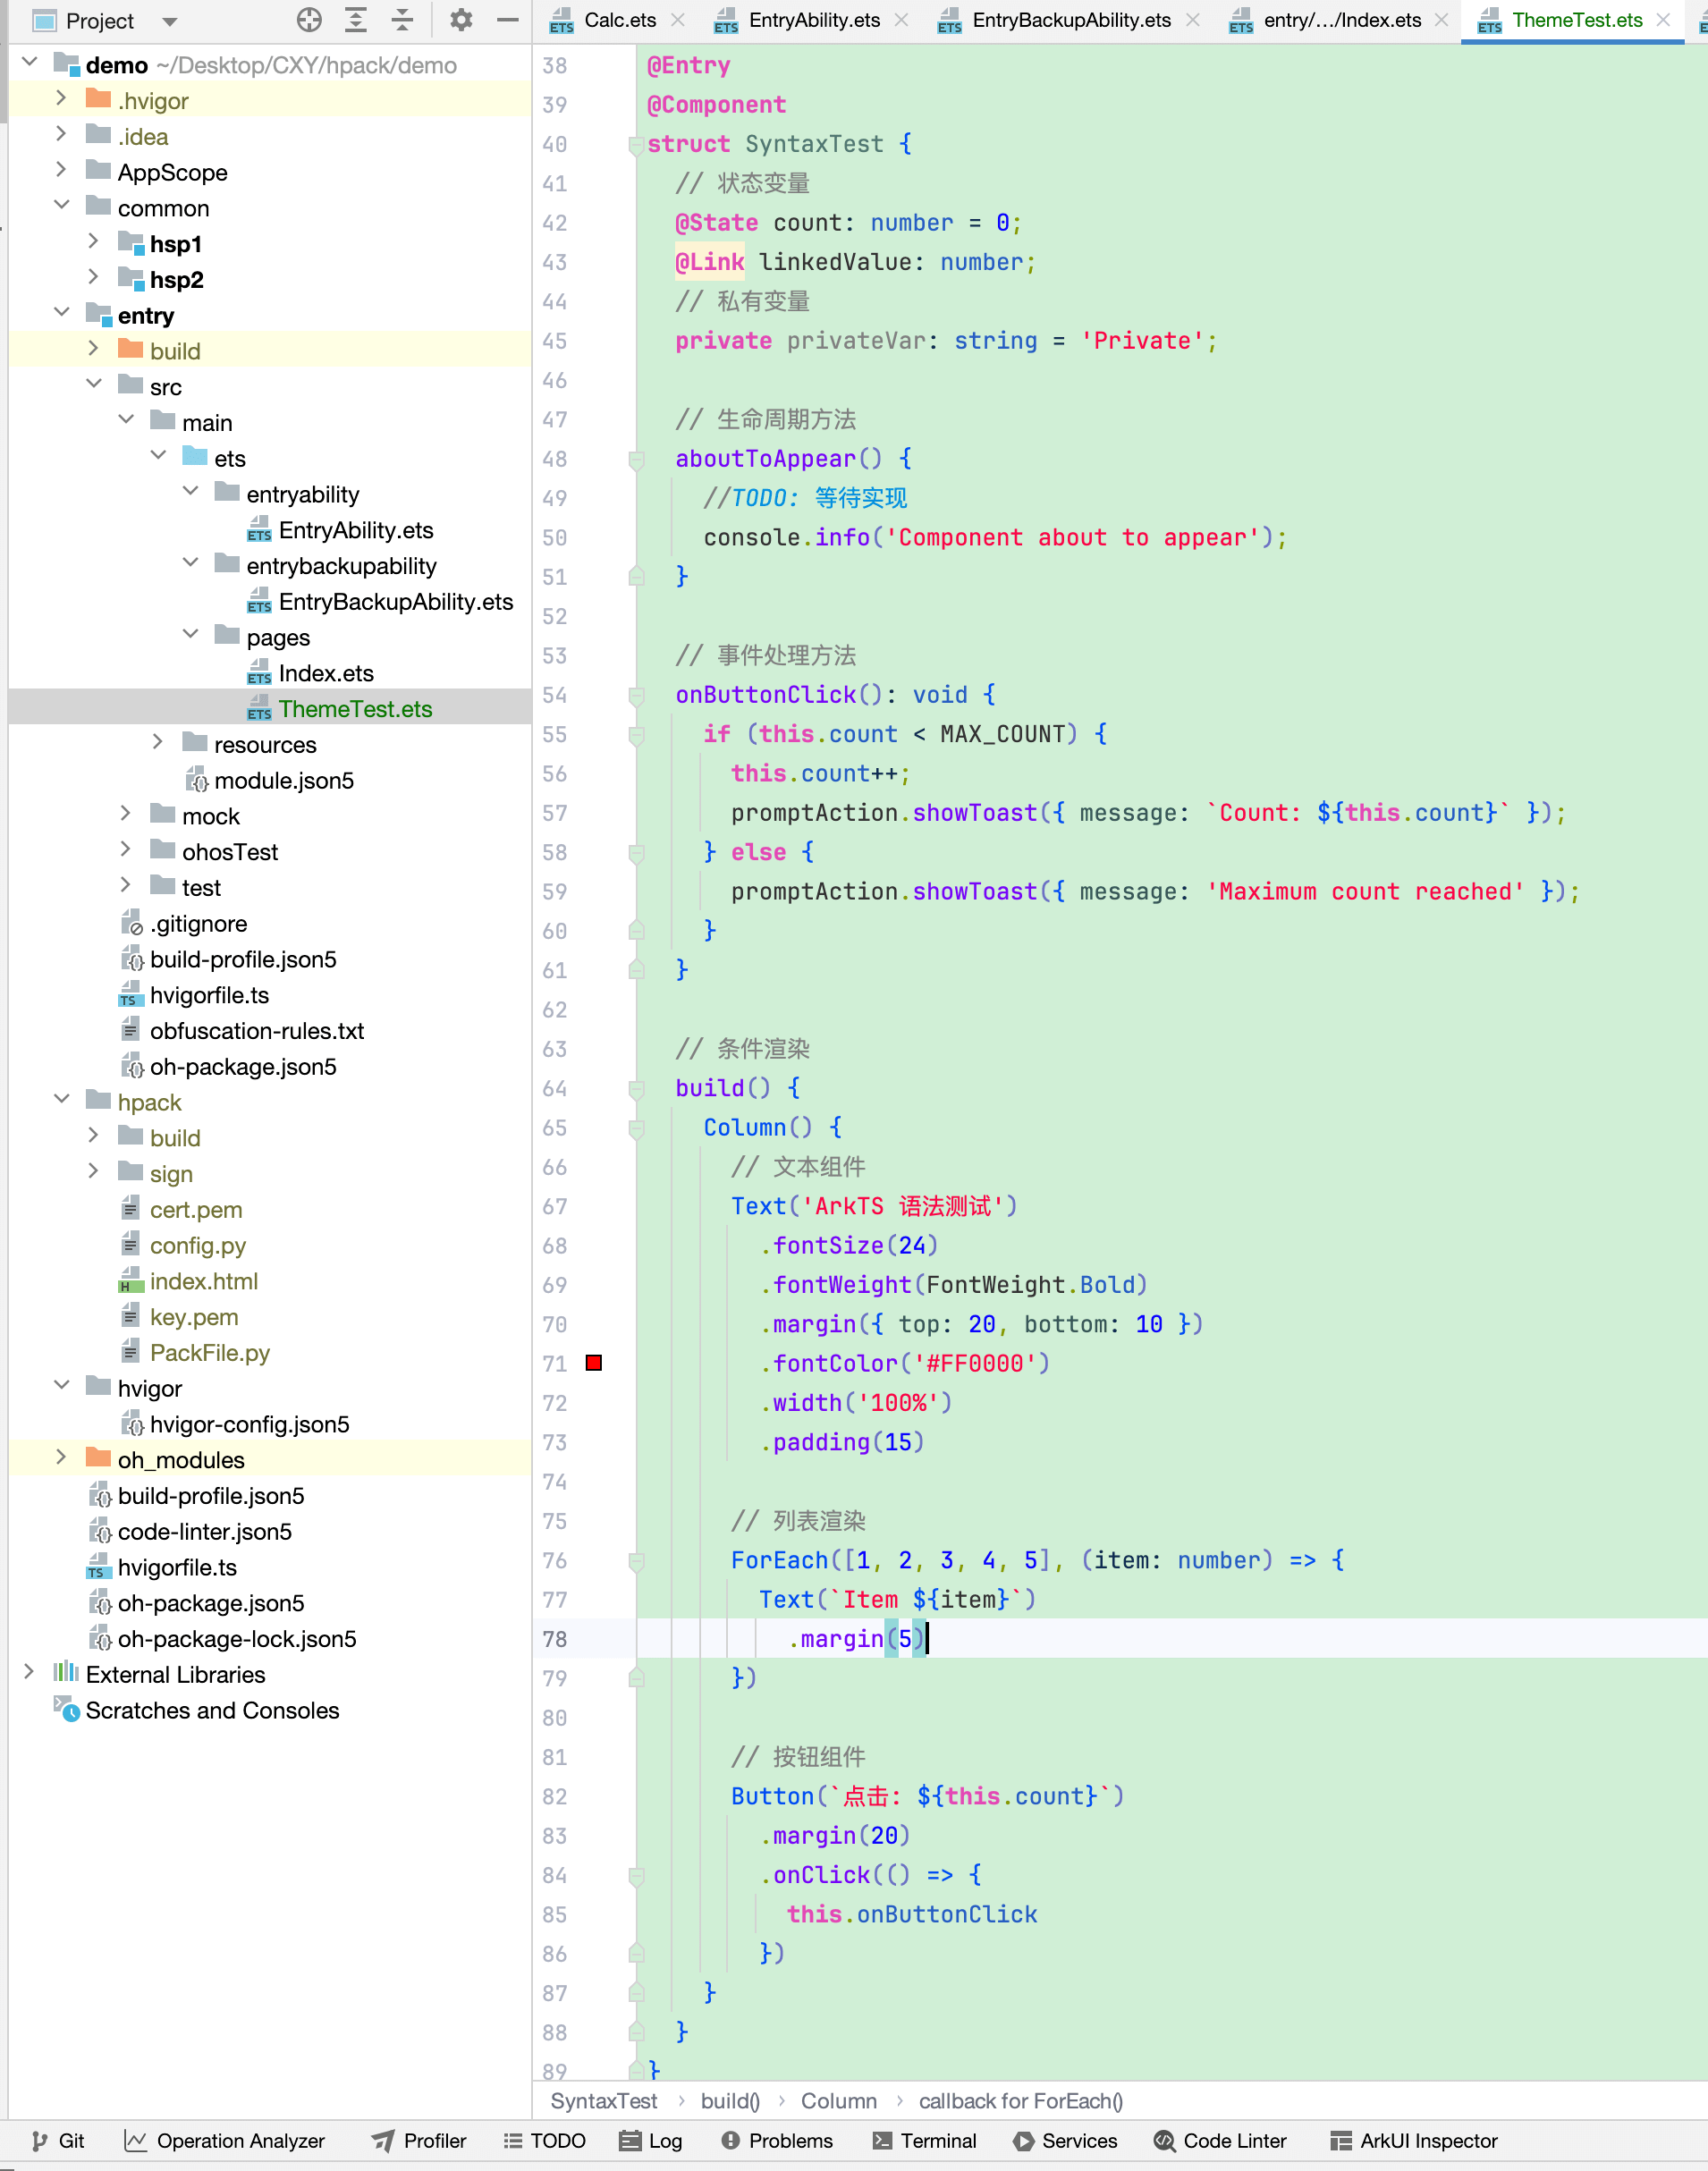 Project
Calc.ets
EntryAbility.ets
EntryBackupAbility.ets
entry/.../Index.ets
ThemeTest.ets
demo ~/Desktop/CXY/hpack/demo
.hvigor
.idea
AppScope
common
hsp1
hsp2
entry
build
src
main
ets
entryability
EntryAbility.ets
entrybackupability
EntryBackupAbility.ets
pages
Index.ets
ThemeTest.ets
resources
module.json5
mock
ohosTest
test
.gitignore
build-profile.json5
hvigorfile.ts
obfuscation-rules.txt
oh-package.json5
hpack
build
sign
cert.pem
config.py
index.html
key.pem
PackFile.py
hvigor
hvigor-config.json5
oh_modules
build-profile.json5
code-linter.json5
hvigorfile.ts
oh-package.json5
oh-package-lock.json5
External Libraries
Scratches and Consoles
38 @Entry
39 @Component
40 struct SyntaxTest {
41 // 状态变量
42 @State count: number = 0;
43 @Link linkedValue: number;
44 // 私有变量
45 private privateVar: string = 'Private';
46
47 // 生命周期方法
48 aboutToAppear() {
49 //TODO: 等待实现
50 console.info('Component about to appear');
51 }
52
53 // 事件处理方法
54 onButtonClick(): void {
55 if (this.count < MAX_COUNT) {
56 this.count++;
57 promptAction.showToast({ message: `Count: ${this.count}` });
58 } else {
59 promptAction.showToast({ message: 'Maximum count reached' });
60 }
61 }
62
63 // 条件渲染
64 build() {
65 Column() {
66 // 文本组件
67 Text('ArkTS 语法测试')
68 .fontSize(24)
69 .fontWeight(FontWeight.Bold)
70 .margin({ top: 20, bottom: 10 })
71 .fontColor('#FF0000')
72 .width('100%')
73 .padding(15)
74
75 // 列表渲染
76 ForEach([1, 2, 3, 4, 5], (item: number) => {
77 Text(`Item ${item}`)
78 .margin(5)
79 })
80
81 // 按钮组件
82 Button(`点击: ${this.count}`)
83 .margin(20)
84 .onClick(() => {
85 this.onButtonClick
86 })
87 }
88 }
89 }
SyntaxTest › build() › Column › callback for ForEach()
Git
Operation Analyzer
Profiler
TODO
Log
Problems
Terminal
Services
Code Linter
ArkUI Inspector